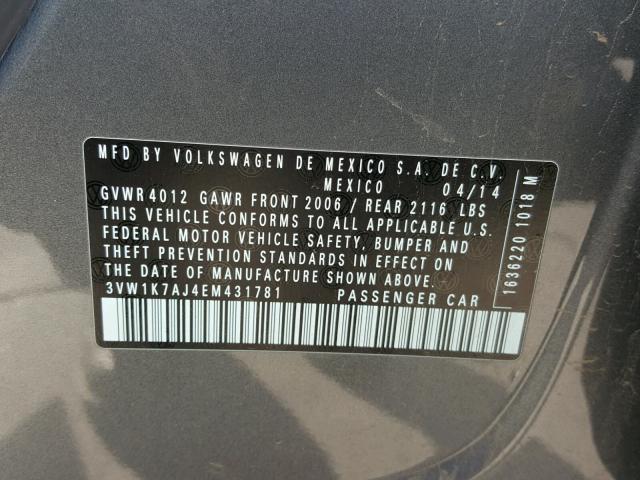 MFD BY VOLKSWAGEN DE MEXICO S.A. DE C.V.
MEXICO 04/14
GVWR 4012 GAWR FRONT 2006 / REAR 2116 LBS
THIS VEHICLE CONFORMS TO ALL APPLICABLE U.S.
FEDERAL MOTOR VEHICLE SAFETY, BUMPER AND
THEFT PREVENTION STANDARDS IN EFFECT ON
THE DATE OF MANUFACTURE SHOWN ABOVE.
3VW1K7AJ4EM431781 PASSENGER CAR
1636220 1018 M